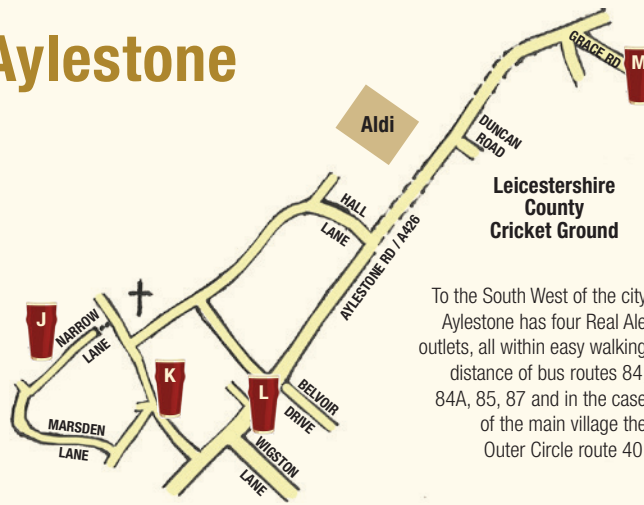 Aylestone
GRACE RD
M
Aldi
DUNCAN
ROAD
HALL
LANE
AYLESTONE RD / A426
Leicestershire
County
Cricket Ground
To the South West of the city
Aylestone has four Real Ale
outlets, all within easy walking
distance of bus routes 84
84A, 85, 87 and in the case
of the main village the
Outer Circle route 40
J
NARROW
LANE
K
L
BELVOIR
DRIVE
MARSDEN
LANE
WIGSTON
LANE